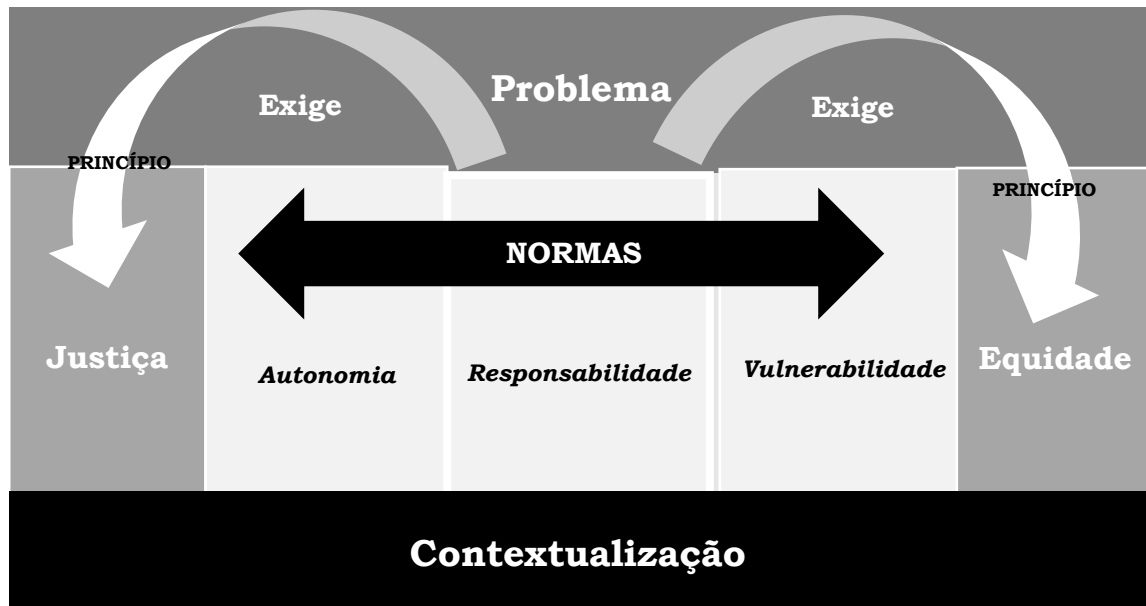 Problema
Exige
Exige
PRINCÍPIO
PRINCÍPIO
NORMAS
Justiça
Autonomia
Responsabilidade
Vulnerabilidade
Equidade
Contextualização